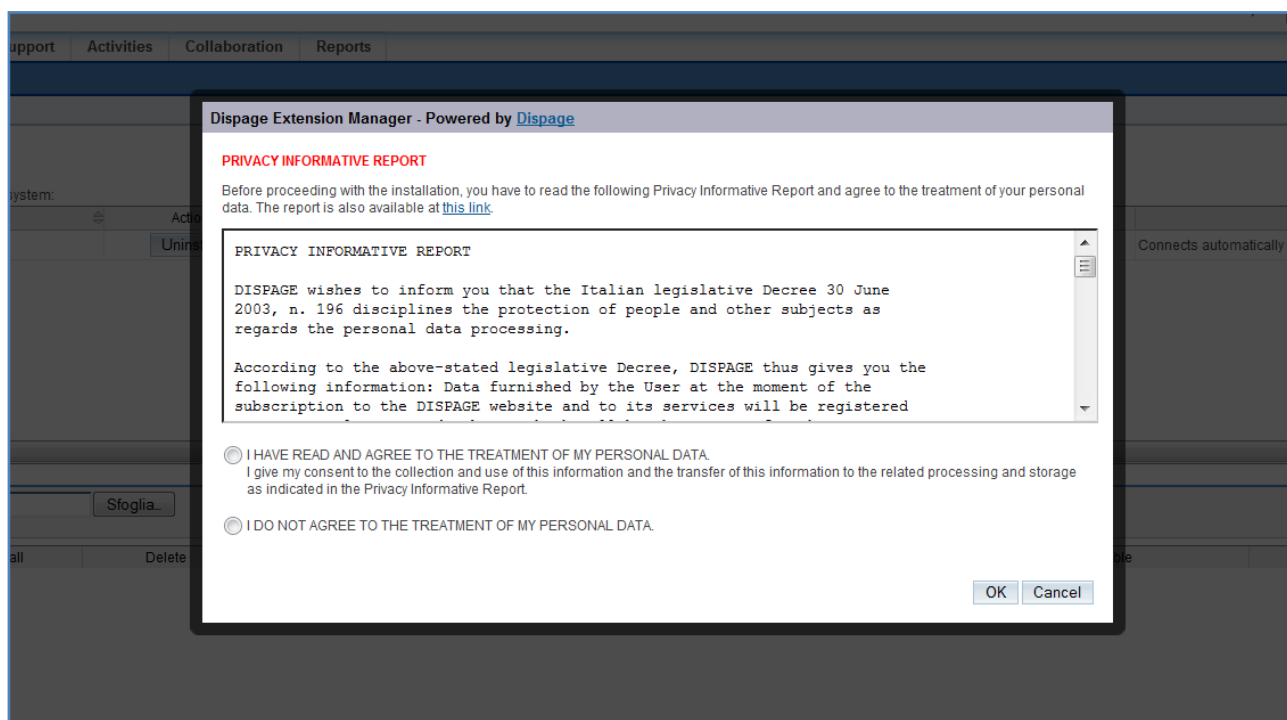 upport Activities Collaboration Reports
Dispage Extension Manager - Powered by Dispage
PRIVACY INFORMATIVE REPORT
Before proceeding with the installation, you have to read the following Privacy Informative Report and agree to the treatment of your personal
data. The report is also available at this link.
ystem:
Actio
Unins
Connects automatically
PRIVACY INFORMATIVE REPORT
DISPAGE wishes to inform you that the Italian legislative Decree 30 June
2003, n. 196 disciplines the protection of people and other subjects as
regards the personal data processing.
According to the above-stated legislative Decree, DISPAGE thus gives you the
following information: Data furnished by the User at the moment of the
subscription to the DISPAGE website and to its services will be registered
I HAVE READ AND AGREE TO THE TREATMENT OF MY PERSONAL DATA.
I give my consent to the collection and use of this information and the transfer of this information to the related processing and storage
as indicated in the Privacy Informative Report.
Sfoglia...
I DO NOT AGREE TO THE TREATMENT OF MY PERSONAL DATA.
all Delete ble
OK Cancel